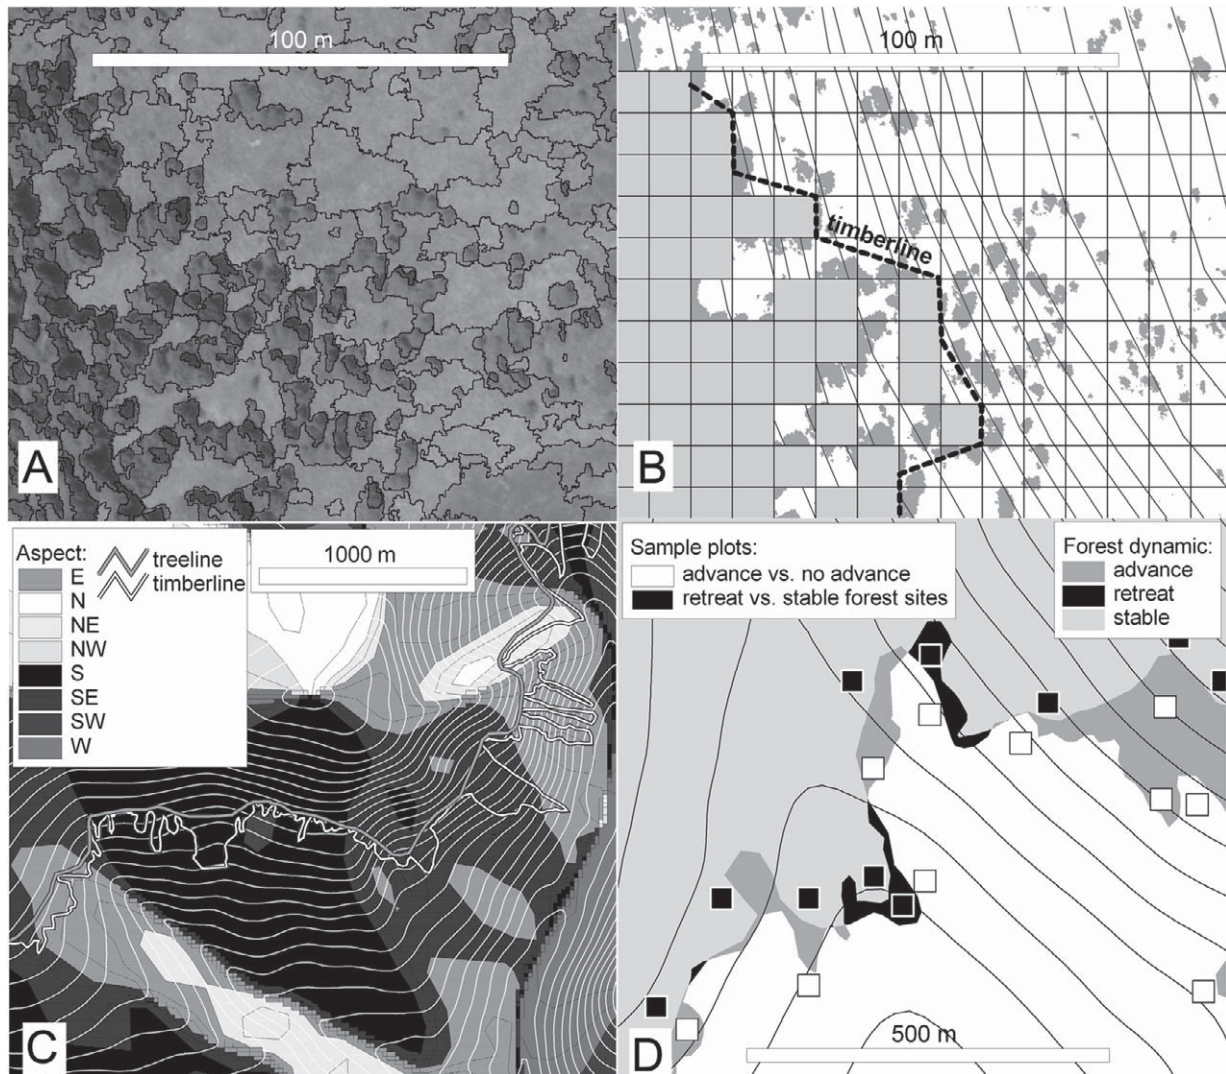 100 m
A
100 m
timberline
B
Aspect:
E
N
NE
NW
S
SE
SW
W
treeline
timberline
1000 m
C
Sample plots:
advance vs. no advance
retreat vs. stable forest sites
Forest dynamic:
advance
retreat
stable
500 m
D